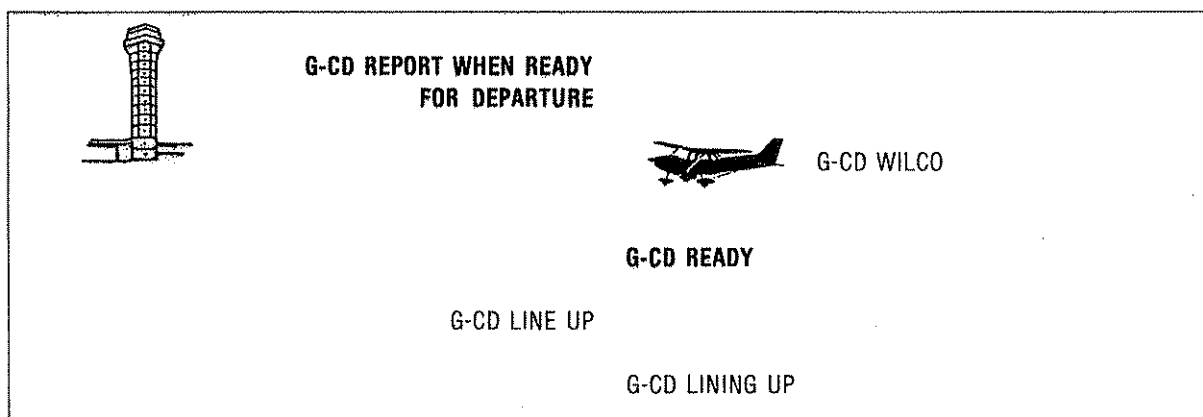 G-CD REPORT WHEN READY
FOR DEPARTURE
G-CD WILCO
G-CD READY
G-CD LINE UP
G-CD LINING UP